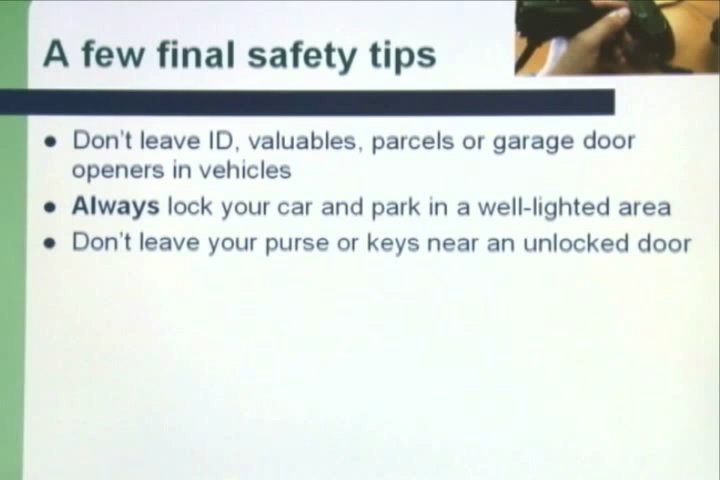 A few final safety tips
● Don't leave ID, valuables, parcels or garage door
openers in vehicles
● Always lock your car and park in a well-lighted area
● Don't leave your purse or keys near an unlocked door